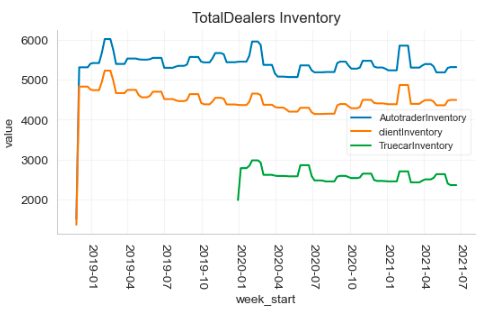 TotalDealers Inventory
6000
5000
4000
3000
2000
value
AutotraderInventory
clientInventory
TruecarInventory
2019-01
2019-04
2019-07
2019-10
2020-01
2020-04
2020-07
2020-10
2021-01
2021-04
2021-07
week_start